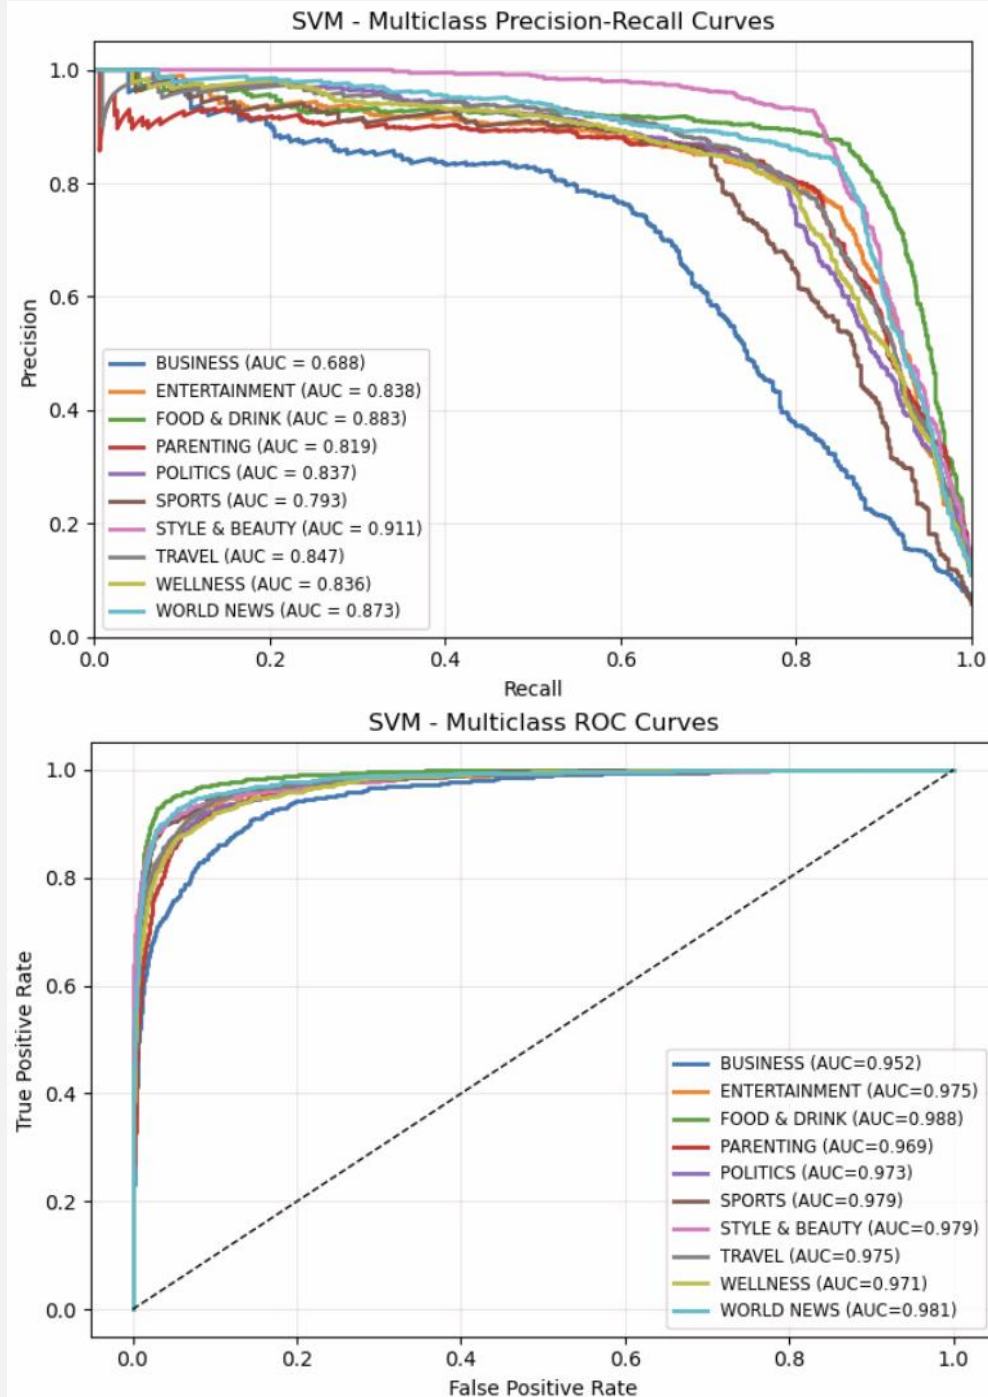 SVM - Multiclass Precision-Recall Curves
1.0
0.8
0.6
0.4
0.2
0.0
Precision
BUSINESS (AUC = 0.688)
ENTERTAINMENT (AUC = 0.838)
FOOD & DRINK (AUC = 0.883)
PARENTING (AUC = 0.819)
POLITICS (AUC = 0.837)
SPORTS (AUC = 0.793)
STYLE & BEAUTY (AUC = 0.911)
TRAVEL (AUC = 0.847)
WELLNESS (AUC = 0.836)
WORLD NEWS (AUC = 0.873)
0.0 0.2 0.4 0.6 0.8 1.0
Recall
SVM - Multiclass ROC Curves
1.0
0.8
0.6
0.4
0.2
0.0
True Positive Rate
BUSINESS (AUC=0.952)
ENTERTAINMENT (AUC=0.975)
FOOD & DRINK (AUC=0.988)
PARENTING (AUC=0.969)
POLITICS (AUC=0.973)
SPORTS (AUC=0.979)
STYLE & BEAUTY (AUC=0.979)
TRAVEL (AUC=0.975)
WELLNESS (AUC=0.971)
WORLD NEWS (AUC=0.981)
0.0 0.2 0.4 0.6 0.8 1.0
False Positive Rate